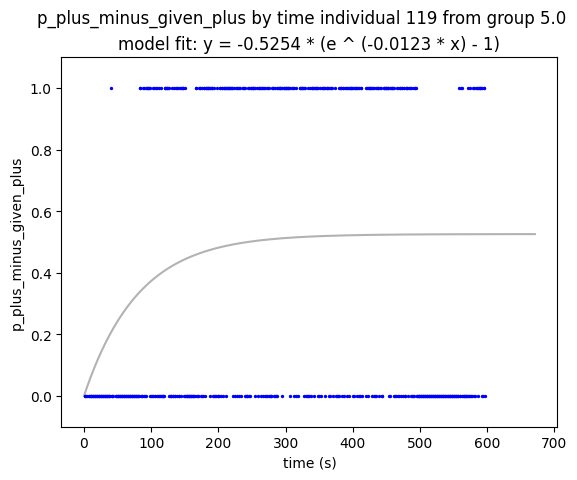 p_plus_minus_given_plus by time individual 119 from group 5.0
model fit: y = -0.5254 * (e ^ (-0.0123 * x) - 1)
1.0
0.8
0.6
0.4
0.2
0.0
p_plus_minus_given_plus
0 100 200 300 400 500 600 700
time (s)